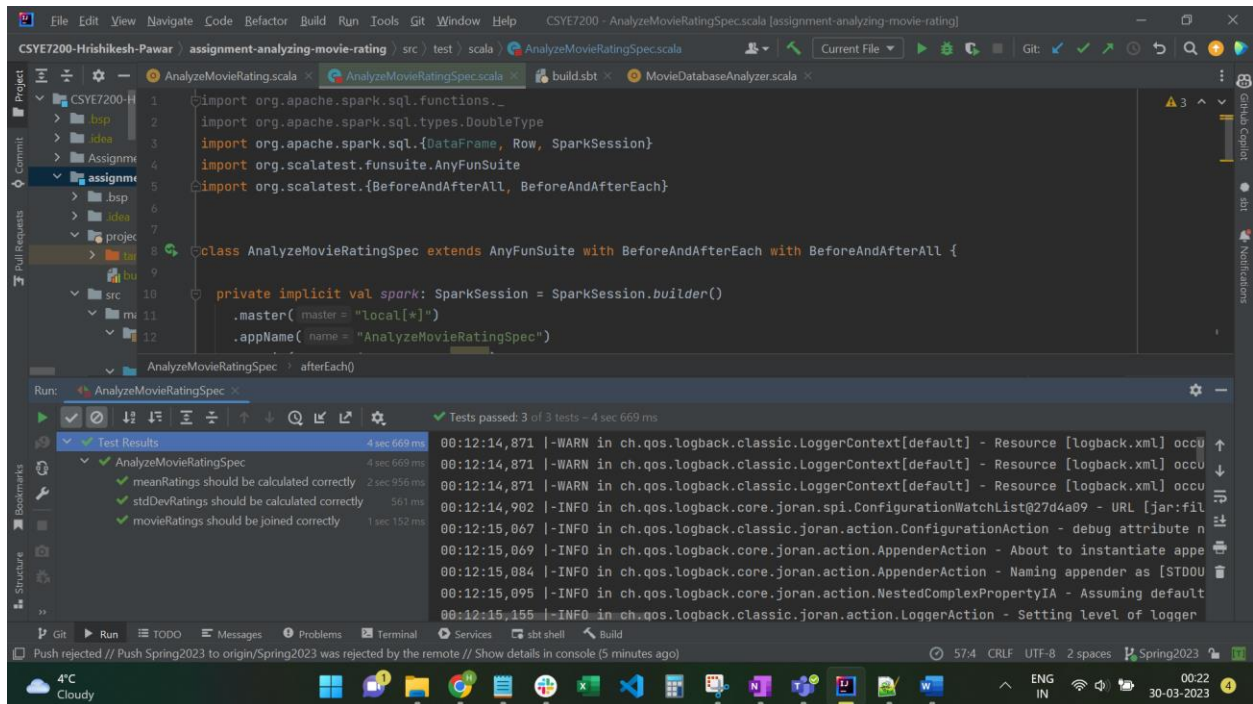 File Edit View Navigate Code Refactor Build Run Tools Git Window Help CSYE7200 - AnalyzeMovieRatingSpec.scala [assignment-analyzing-movie-rating]
CSYE7200-Hrishikesh-Pawar assignment-analyzing-movie-rating src test scala AnalyzeMovieRatingSpec.scala Current File Git:
AnalyzeMovieRating.scala AnalyzeMovieRatingSpec.scala build.sbt MovieDatabaseAnalyzer.scala
Project
Commit
Pull Requests
Bookmarks
Structure
CSYE7200-H
.bsp
.idea
Assignme
assignme
.bsp
.idea
projec
tar
bu
src
ma
1 import org.apache.spark.sql.functions._
2 import org.apache.spark.sql.types.DoubleType
3 import org.apache.spark.sql.{DataFrame, Row, SparkSession}
4 import org.scalatest.funsuite.AnyFunSuite
5 import org.scalatest.{BeforeAndAfterAll, BeforeAndAfterEach}
6
7
8 class AnalyzeMovieRatingSpec extends AnyFunSuite with BeforeAndAfterEach with BeforeAndAfterAll {
9
10 private implicit val spark: SparkSession = SparkSession.builder()
11 .master( master = "local[*]")
12 .appName( name = "AnalyzeMovieRatingSpec")
3
GitHub Copilot
sbt
Notifications
AnalyzeMovieRatingSpec afterEach()
Run: AnalyzeMovieRatingSpec
Tests passed: 3 of 3 tests – 4 sec 669 ms
Test Results 4 sec 669 ms
AnalyzeMovieRatingSpec 4 sec 669 ms
meanRatings should be calculated correctly 2 sec 956 ms
stdDevRatings should be calculated correctly 561 ms
movieRatings should be joined correctly 1 sec 152 ms
00:12:14,871 |-WARN in ch.qos.logback.classic.LoggerContext[default] - Resource [logback.xml] occu
00:12:14,871 |-WARN in ch.qos.logback.classic.LoggerContext[default] - Resource [logback.xml] occu
00:12:14,871 |-WARN in ch.qos.logback.classic.LoggerContext[default] - Resource [logback.xml] occu
00:12:14,902 |-INFO in ch.qos.logback.core.joran.spi.ConfigurationWatchList@27d4a09 - URL [jar:fil
00:12:15,067 |-INFO in ch.qos.logback.classic.joran.action.ConfigurationAction - debug attribute n
00:12:15,069 |-INFO in ch.qos.logback.core.joran.action.AppenderAction - About to instantiate appe
00:12:15,084 |-INFO in ch.qos.logback.core.joran.action.AppenderAction - Naming appender as [STDOU
00:12:15,095 |-INFO in ch.qos.logback.core.joran.action.NestedComplexPropertyIA - Assuming default
00:12:15,155 |-INFO in ch.qos.logback.classic.joran.action.LoggerAction - Setting level of logger
Git Run TODO Messages Problems Terminal Services sbt shell Build
Push rejected // Push Spring2023 to origin/Spring2023 was rejected by the remote // Show details in console (5 minutes ago) 57:4 CRLF UTF-8 2 spaces Spring2023
4°C
Cloudy
ENG
IN
00:22
30-03-2023
4